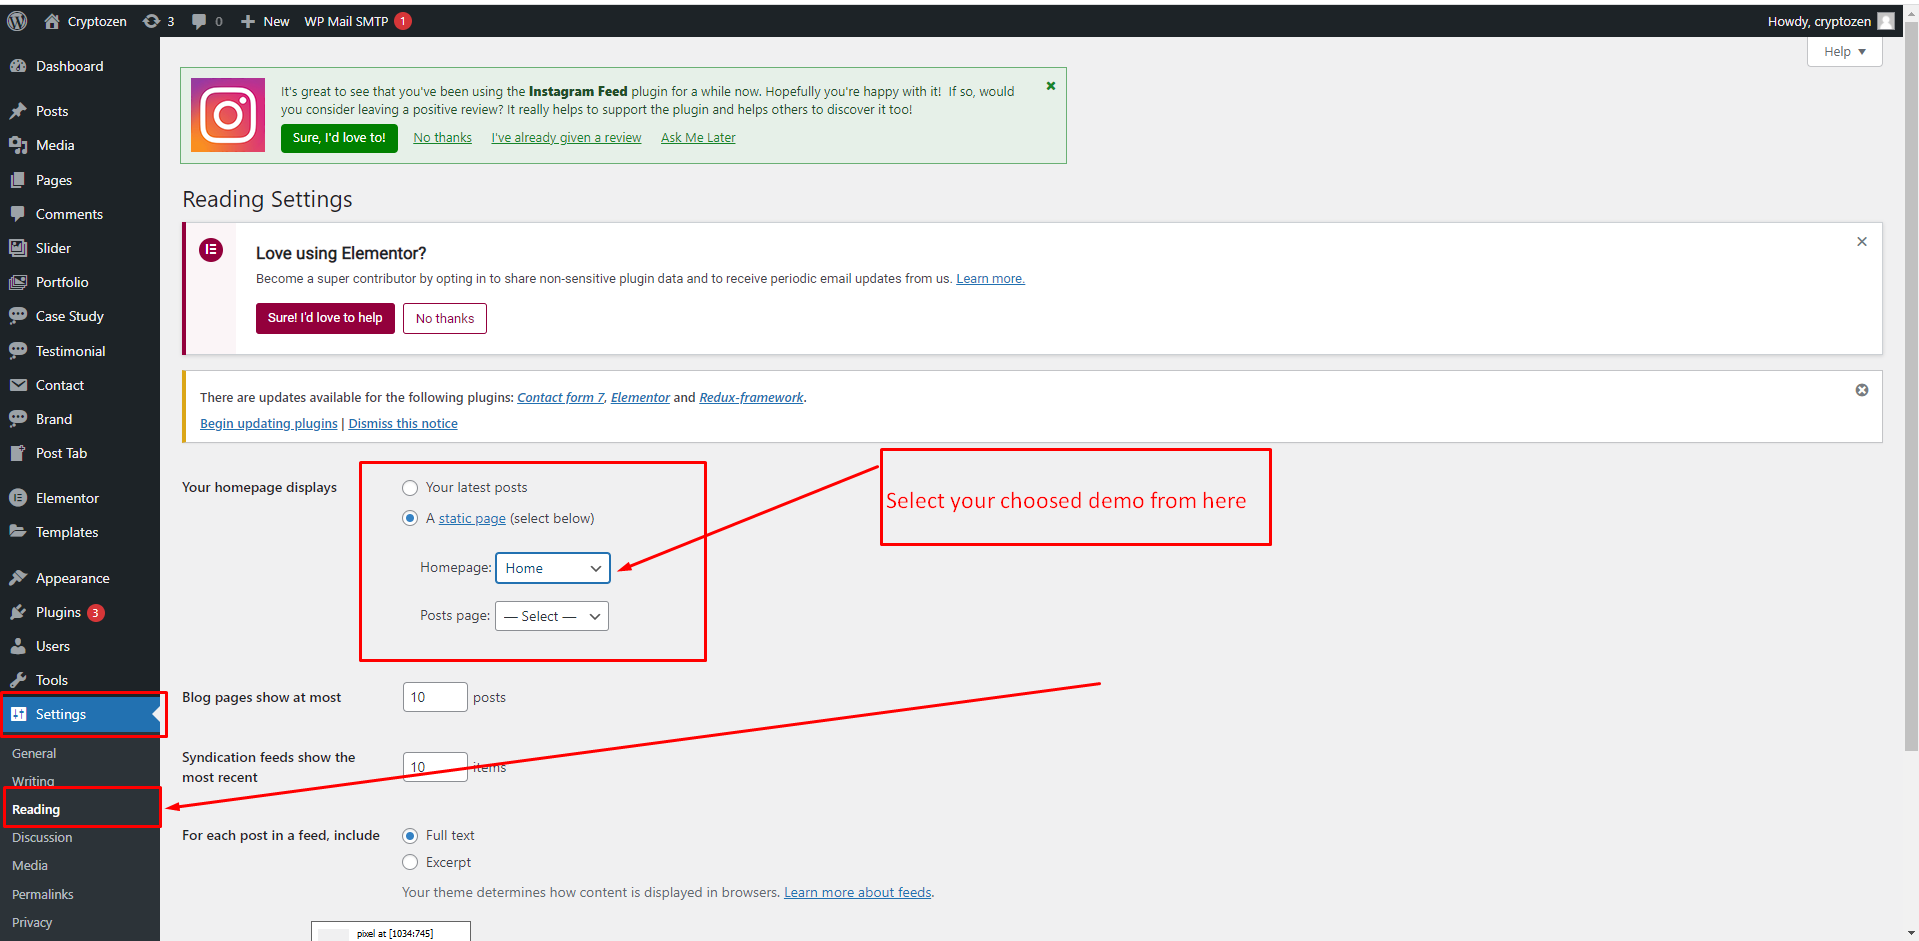 Cryptozen
3
0
New
WP Mail SMTP
1
Howdy, cryptozen
Help
Dashboard
Posts
Media
Pages
Comments
Slider
Portfolio
Case Study
Testimonial
Contact
Brand
Post Tab
Elementor
Templates
Appearance
Plugins 3
Users
Tools
Settings
General
Writing
Reading
Discussion
Media
Permalinks
Privacy
It's great to see that you've been using the Instagram Feed plugin for a while now. Hopefully you're happy with it! If so, would
you consider leaving a positive review? It really helps to support the plugin and helps others to discover it too!
Sure, I'd love to! No thanks I've already given a review Ask Me Later
Reading Settings
Love using Elementor?
Become a super contributor by opting in to share non-sensitive plugin data and to receive periodic email updates from us. Learn more.
Sure! I'd love to help No thanks
There are updates available for the following plugins: Contact form 7, Elementor and Redux-framework.
Begin updating plugins | Dismiss this notice
Your homepage displays
Your latest posts
A static page (select below)
Homepage: Home
Posts page: — Select —
Select your choosed demo from here
Blog pages show at most 10 posts
Syndication feeds show the
most recent
10 items
For each post in a feed, include
Full text
Excerpt
Your theme determines how content is displayed in browsers. Learn more about feeds.
pixel at [1034:745]